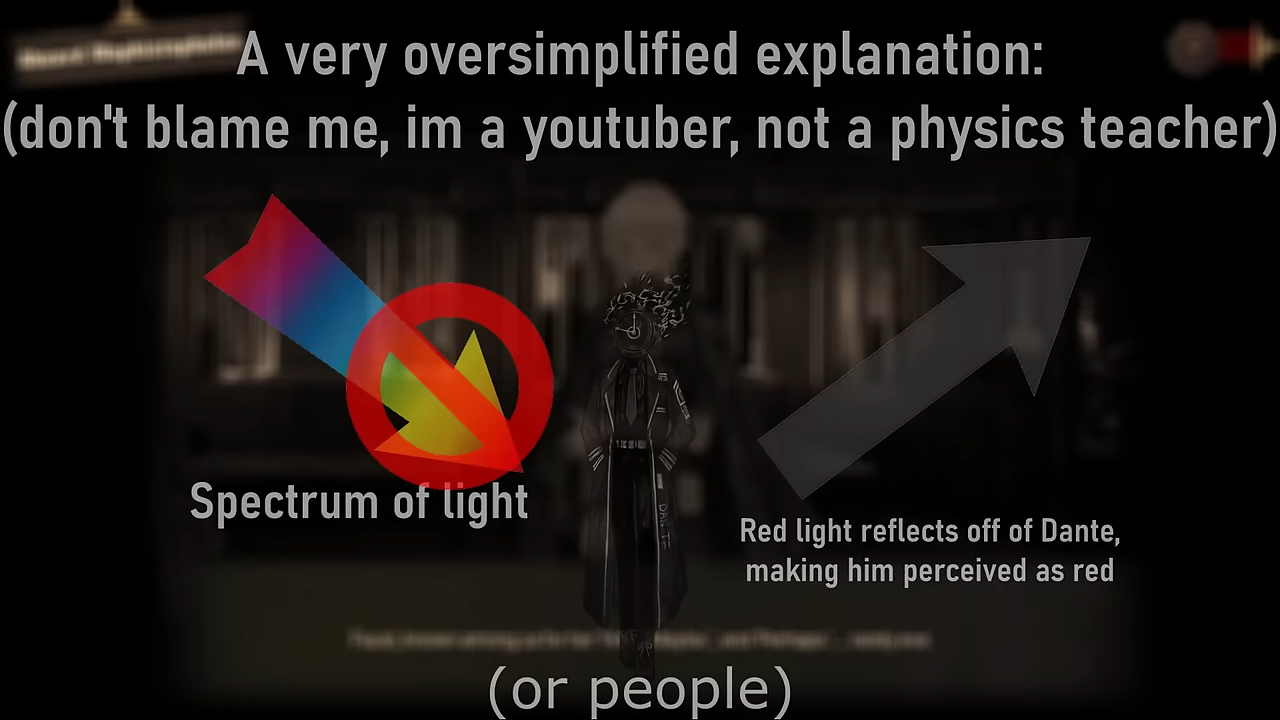 A very oversimplified explanation:
(don't blame me, im a youtuber, not a physics teacher)
Spectrum of light
DANTE
Red light reflects off of Dante,
making him perceived as red
(or people)